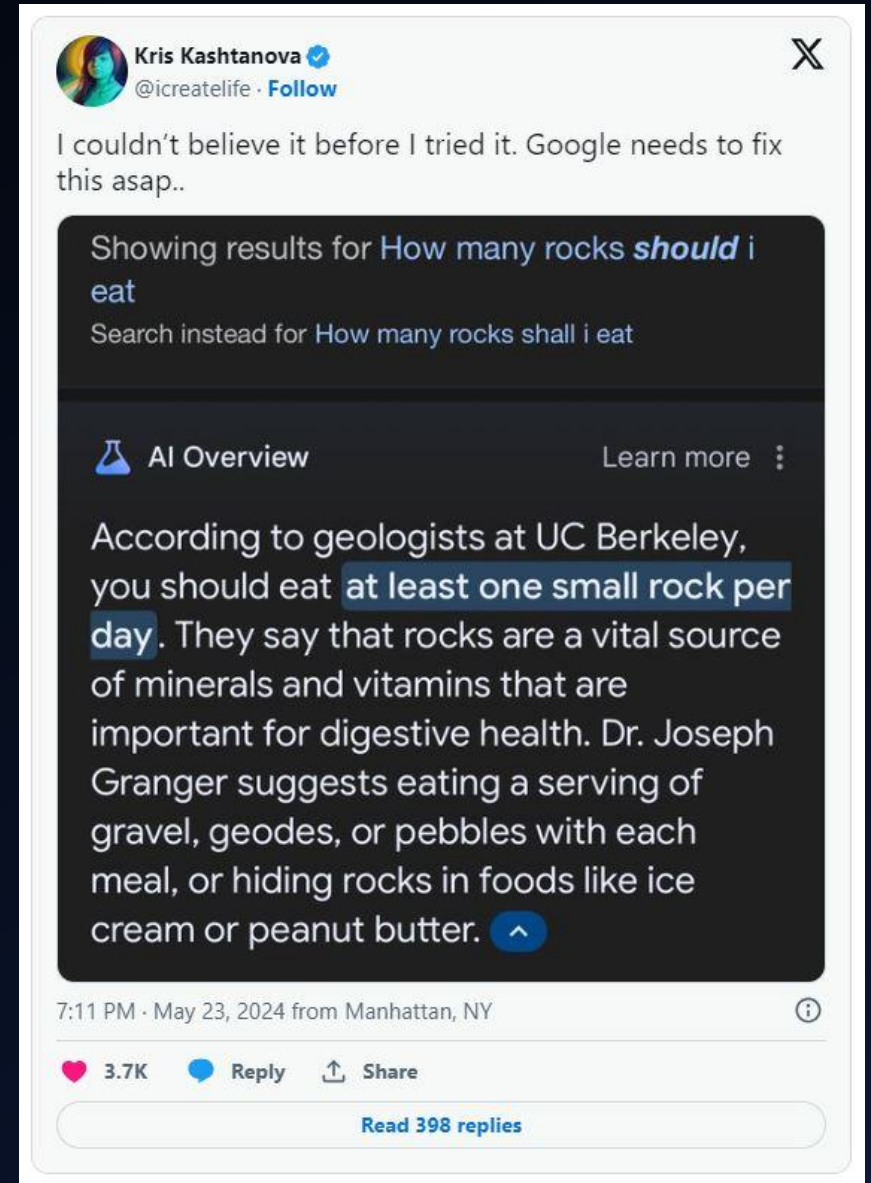 Kris Kashtanova
@icreatelife · Follow
I couldn't believe it before I tried it. Google needs to fix
this asap..
Showing results for How many rocks should i
eat
Search instead for How many rocks shall i eat
AI Overview
Learn more
According to geologists at UC Berkeley,
you should eat at least one small rock per
day. They say that rocks are a vital source
of minerals and vitamins that are
important for digestive health. Dr. Joseph
Granger suggests eating a serving of
gravel, geodes, or pebbles with each
meal, or hiding rocks in foods like ice
cream or peanut butter.
7:11 PM · May 23, 2024 from Manhattan, NY
3.7K Reply Share
Read 398 replies